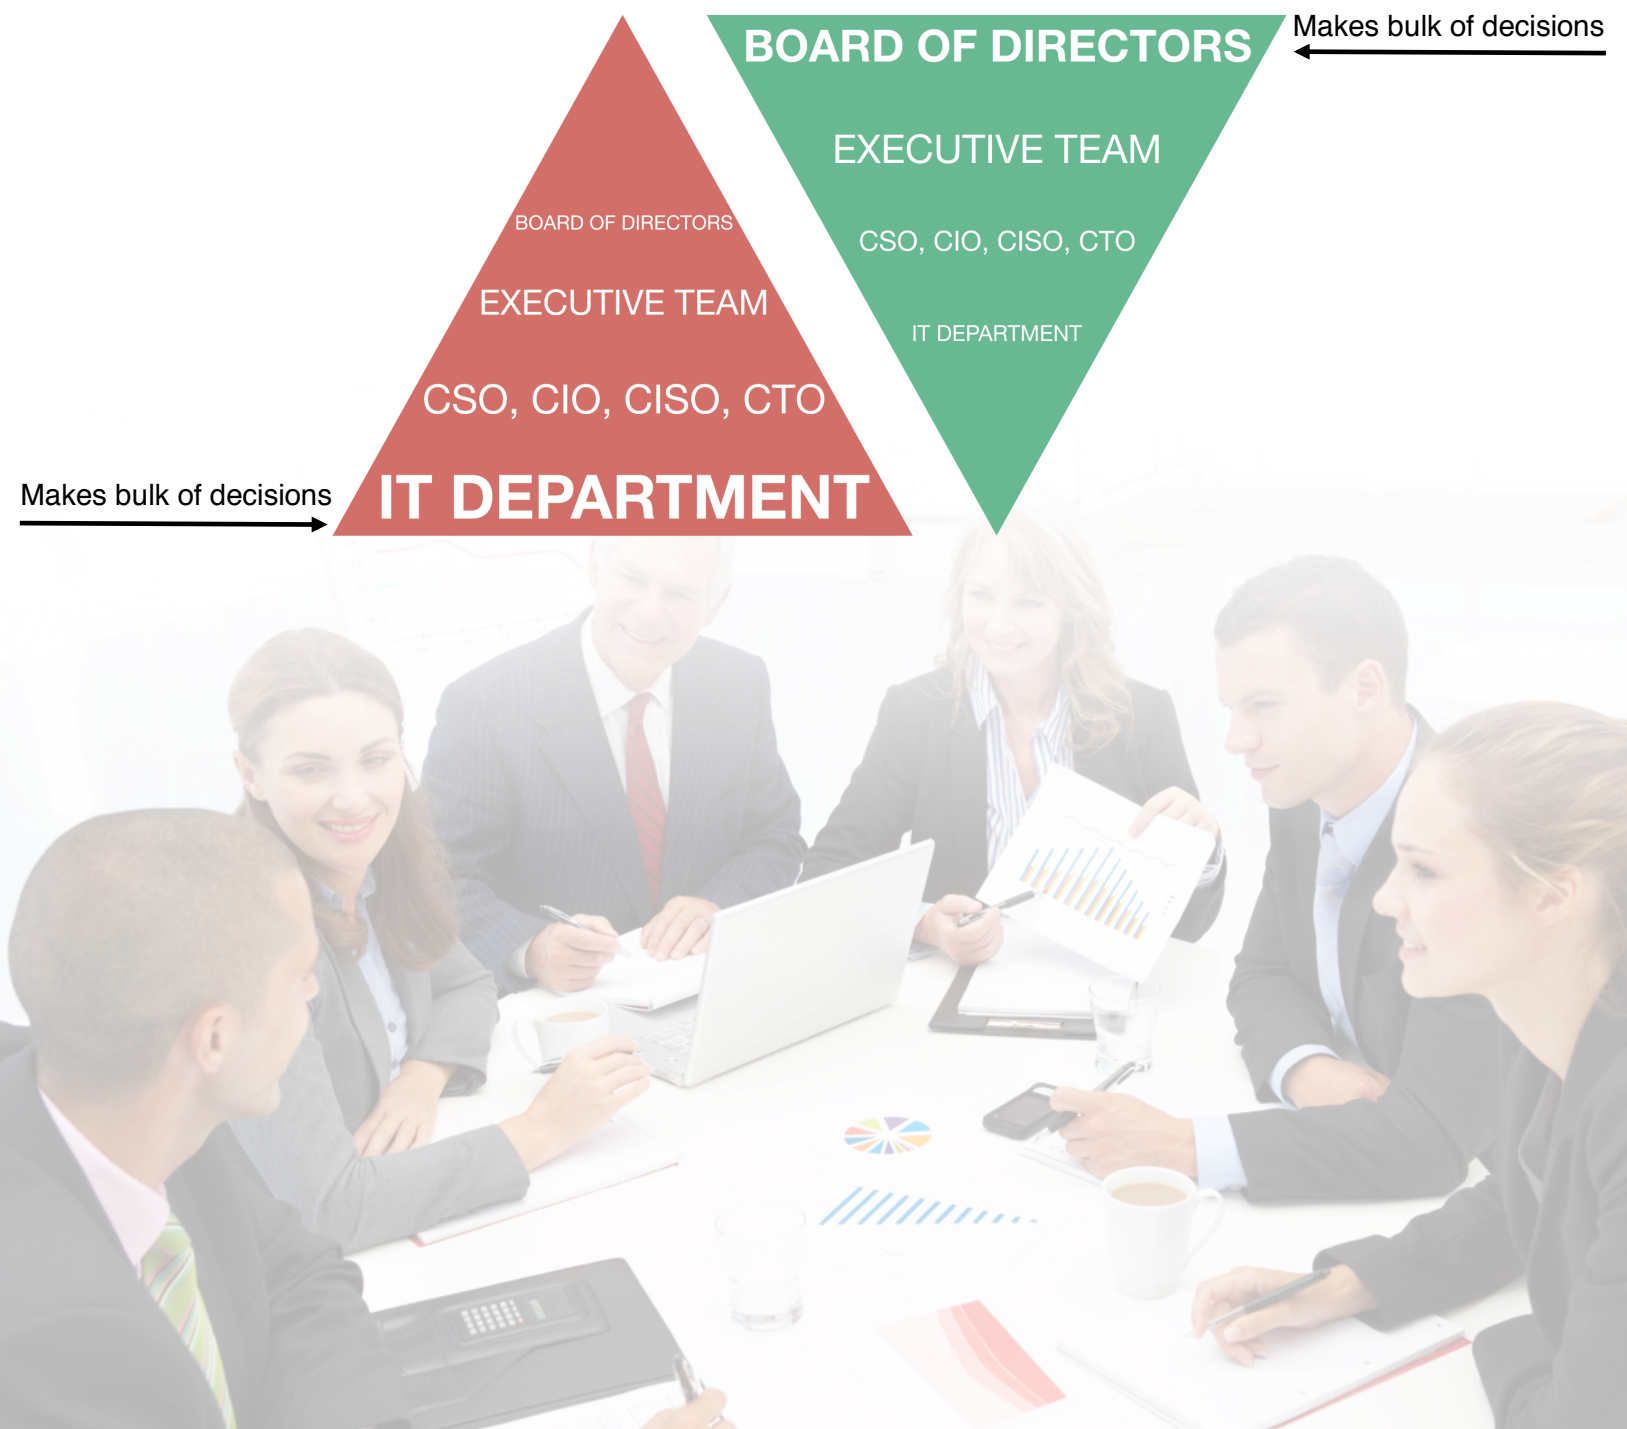 BOARD OF DIRECTORS
EXECUTIVE TEAM
CSO, CIO, CISO, CTO
IT DEPARTMENT
Makes bulk of decisions
BOARD OF DIRECTORS
EXECUTIVE TEAM
CSO, CIO, CISO, CTO
IT DEPARTMENT
Makes bulk of decisions